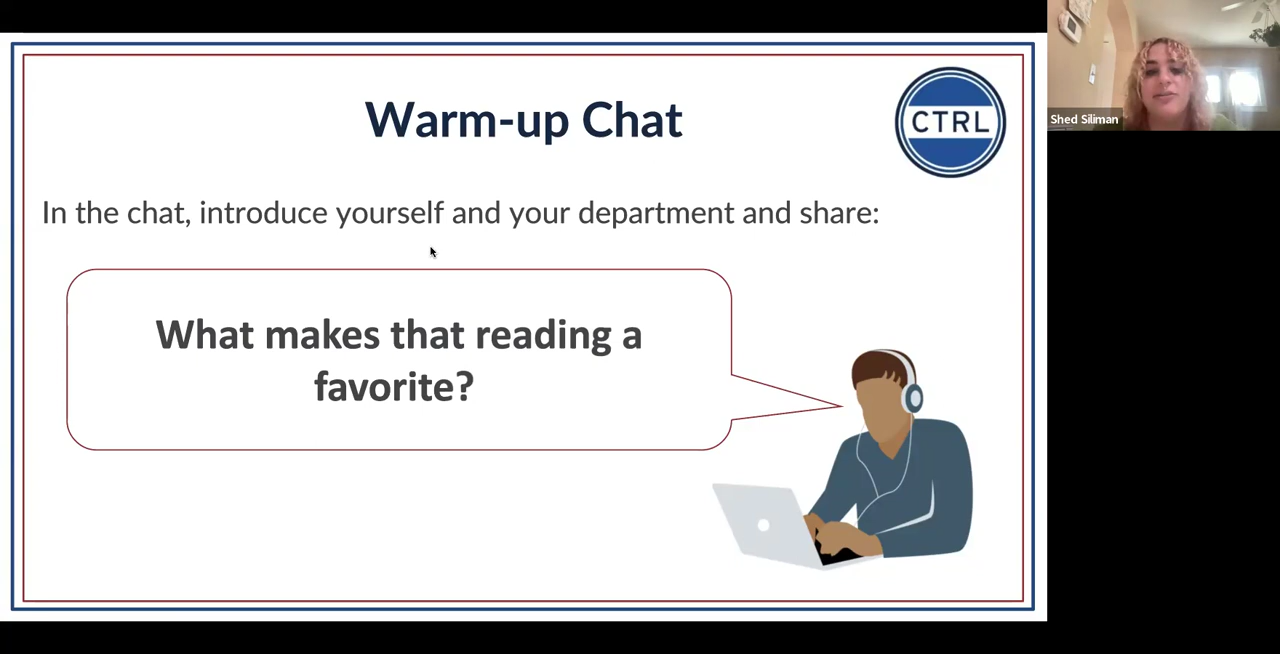 Warm-up Chat
CTRL
In the chat, introduce yourself and your department and share:
What makes that reading a
favorite?
Shed Siliman